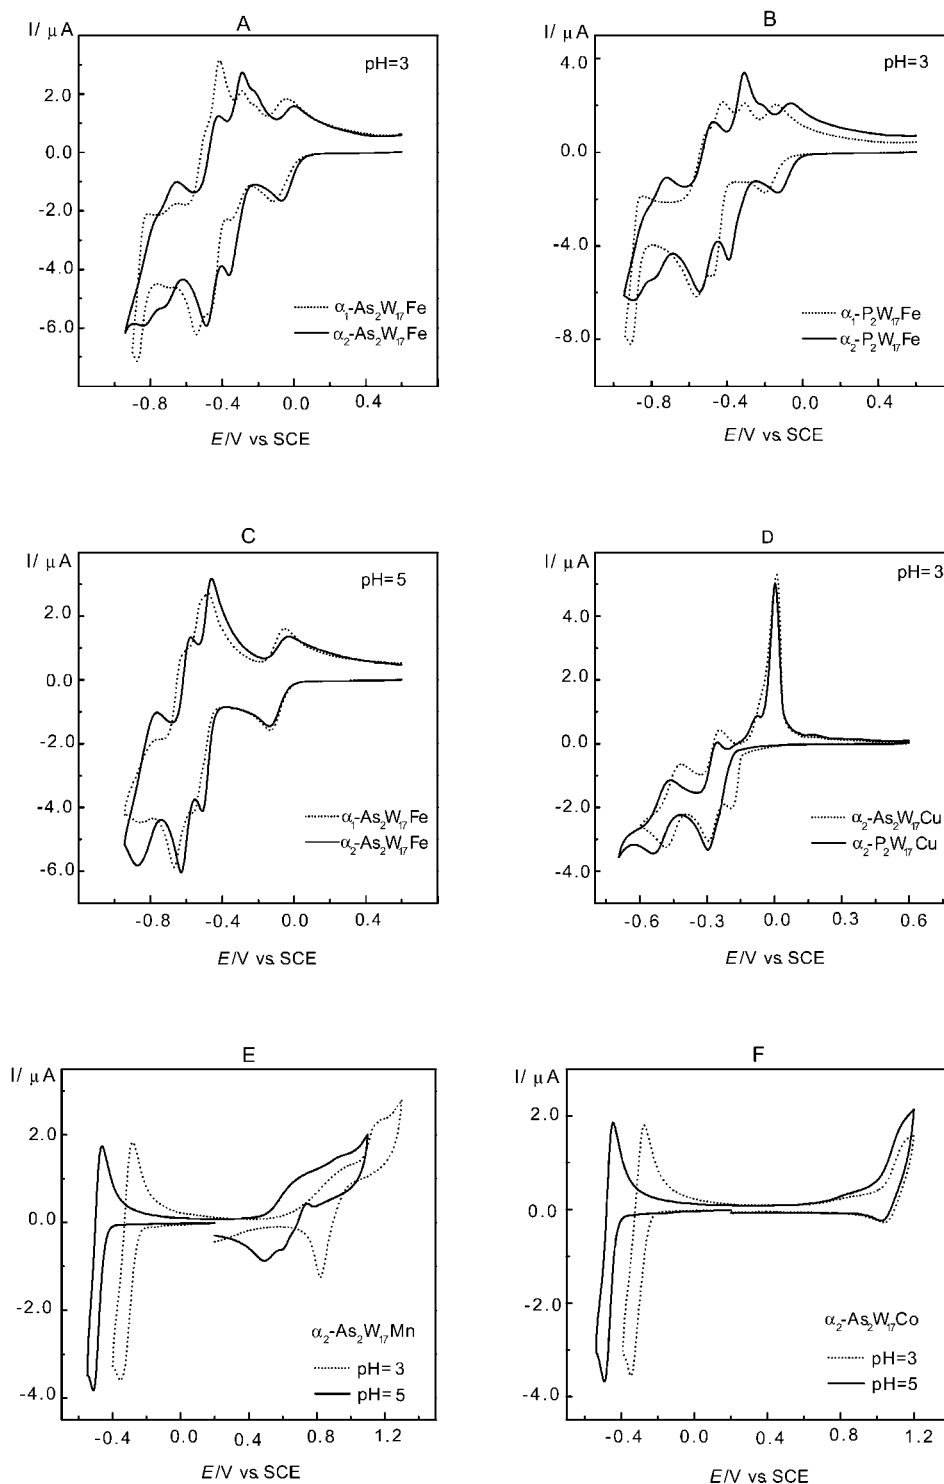 A
I/ μA
pH=3
2.0
0.0
-2.0
-4.0
-6.0
α₁-As₂W₁₇Fe
α₂-As₂W₁₇Fe
-0.8 -0.4 0.0 0.4
E/V vs. SCE
B
I/ μA
pH=3
4.0
0.0
-4.0
-8.0
α₁-P₂W₁₇Fe
α₂-P₂W₁₇Fe
-0.8 -0.4 0.0 0.4
E/V vs. SCE
C
I/ μA
pH=5
2.0
0.0
-2.0
-4.0
-6.0
α₁-As₂W₁₇Fe
α₂-As₂W₁₇Fe
-0.8 -0.4 0.0 0.4
E/V vs. SCE
D
I/ μA
pH=3
4.0
2.0
0.0
-2.0
-4.0
α₂-As₂W₁₇Cu
α₂-P₂W₁₇Cu
-0.6 -0.3 0.0 0.3 0.6
E/V vs. SCE
E
I/ μA
2.0
0.0
-2.0
-4.0
α₂-As₂W₁₇Mn
pH=3
pH=5
-0.4 0.0 0.4 0.8 1.2
E/V vs. SCE
F
I/ μA
2.0
0.0
-2.0
-4.0
α₂-As₂W₁₇Co
pH=3
pH=5
-0.4 0.0 0.4 0.8 1.2
E/V vs. SCE